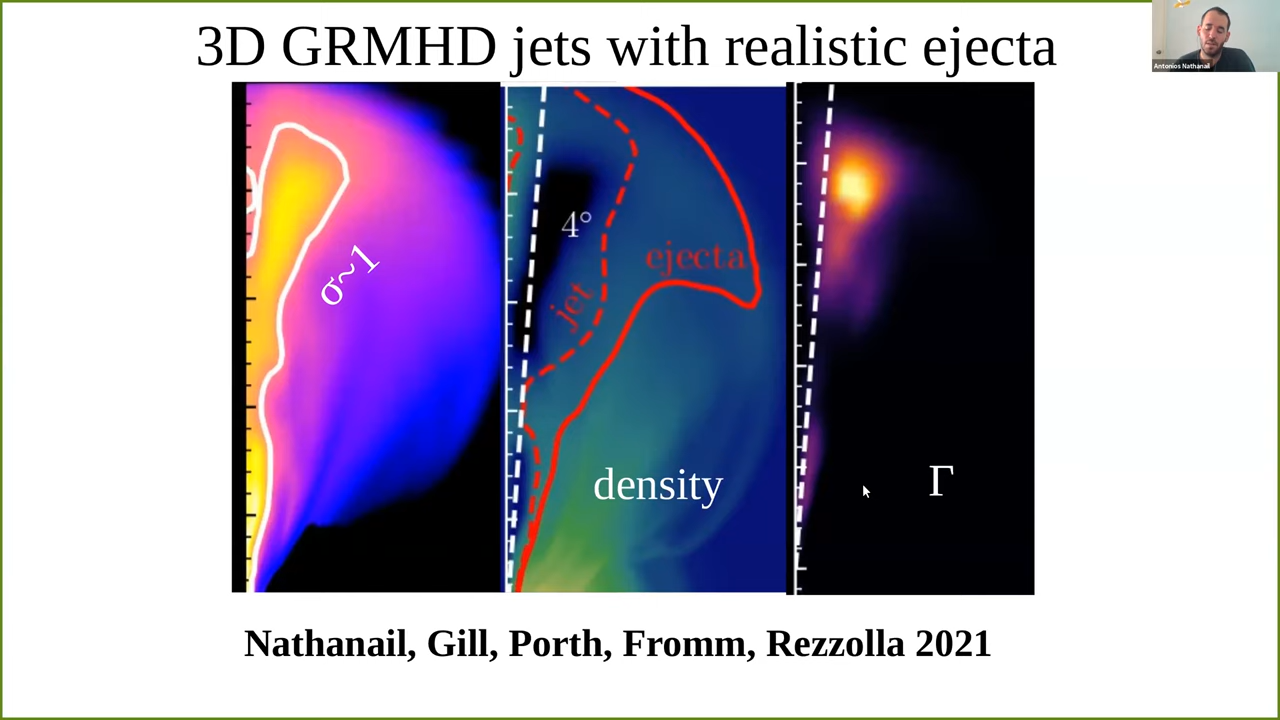 3D GRMHD jets with realistic ejecta
Antonios Nathanail
σ~1
4°
jet
ejecta
density
Γ
Nathanail, Gill, Porth, Fromm, Rezzolla 2021